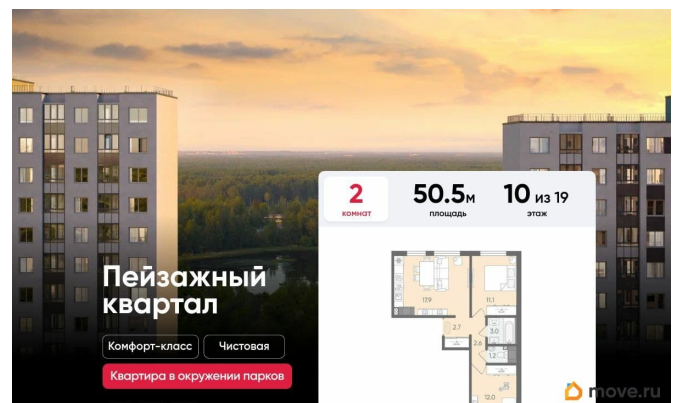 2
комнат
50.5м
площадь
10 из 19
этаж
Пейзажный
квартал
Комфорт-класс
Чистовая
Квартира в окружении парков
17.9
11.1
2.7
3.0
2.6
1.2
12.0
move.ru